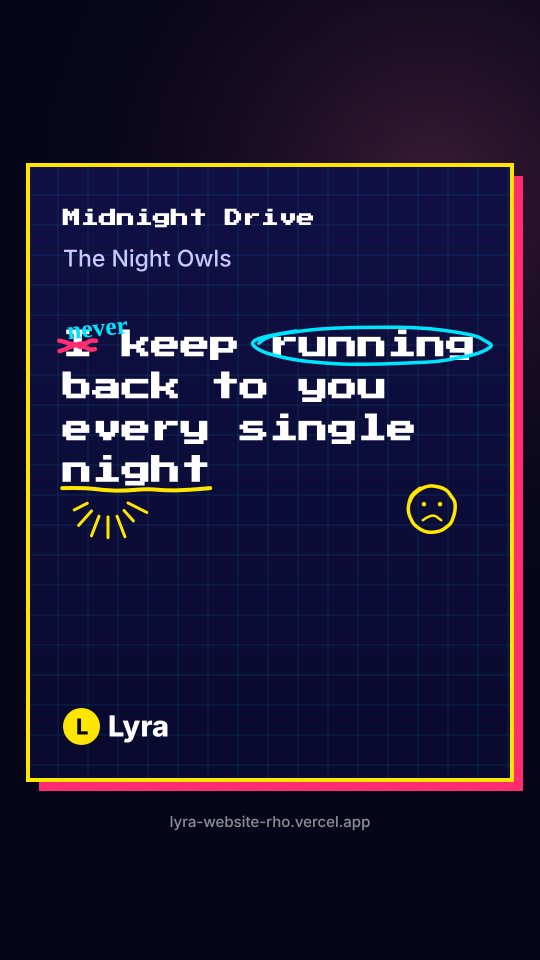 Midnight Drive
The Night Owls
never
I keep running
back to you
every single
night
L Lyra
lyra-website-rho.vercel.app